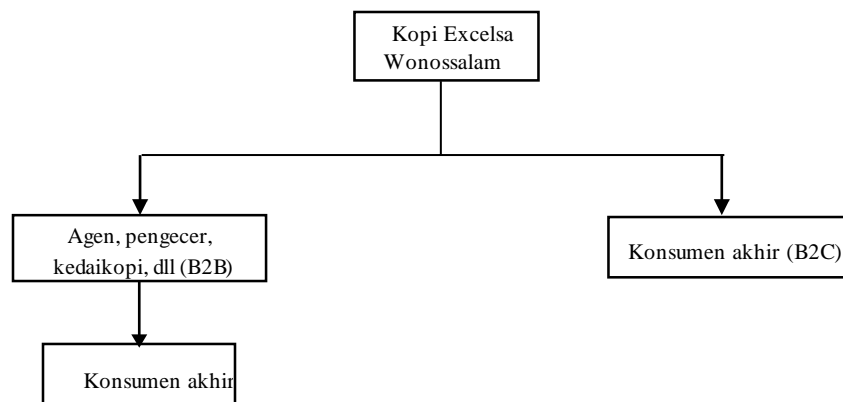 Kopi Excelsa
Wonossalam
Agen, pengecer,
kedaikopi, dll (B2B)
Konsumen akhir (B2C)
Konsumen akhir